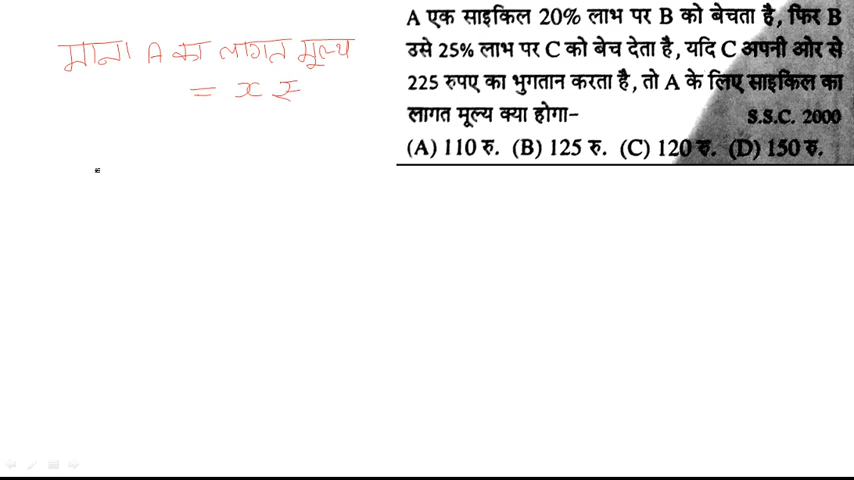 माना A का लागत मूल्य
= x रु
A एक साइकिल 20% लाभ पर B को बेचता है, फिर B
उसे 25% लाभ पर C को बेच देता है, यदि C अपनी ओर से
225 रुपए का भुगतान करता है, तो A के लिए साइकिल का
लागत मूल्य क्या होगा-
S.S.C. 2000
(A) 110 रु. (B) 125 रु. (C) 120 रु. (D) 150 रु.